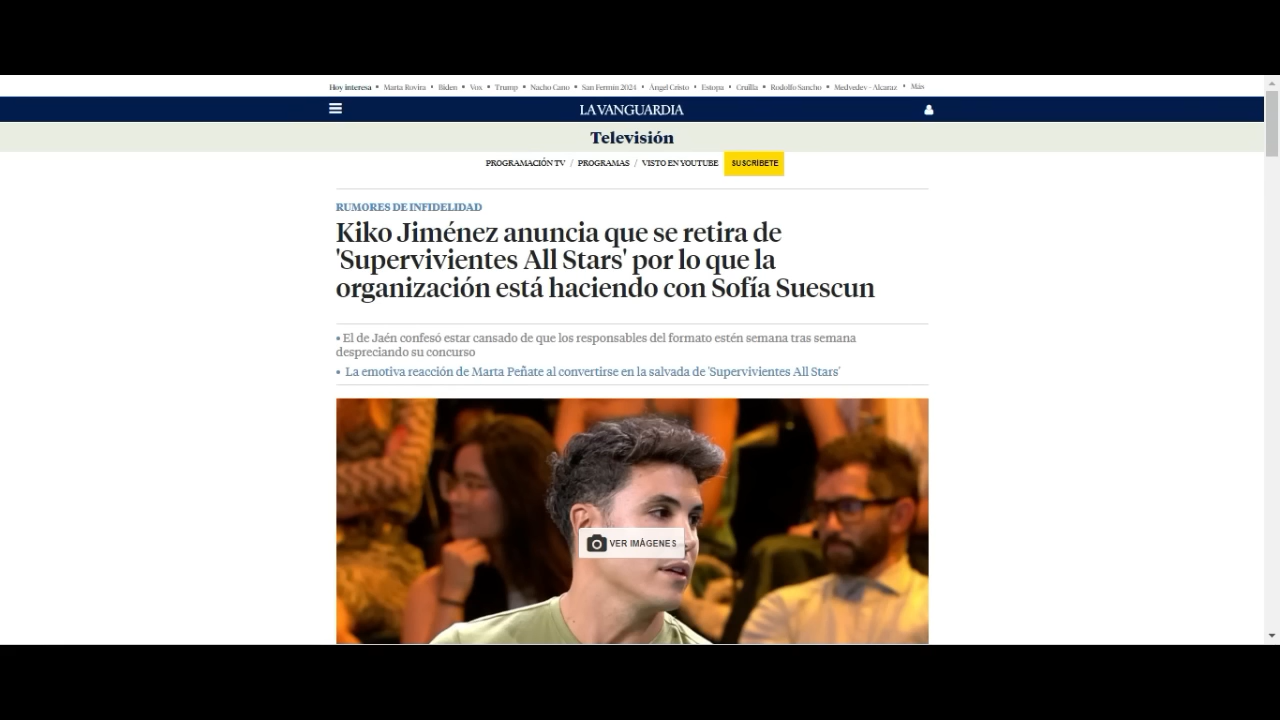 Hoy interesa ▪ Marta Rovira ▪ Biden ▪ Vox ▪ Trump ▪ Nacho Cano ▪ San Fermín 2024 ▪ Ángel Cristo ▪ Estopa ▪ Cruïlla ▪ Rodolfo Sancho ▪ Medvedev - Alcaraz ▪ Más
LA VANGUARDIA
Televisión
PROGRAMACIÓN TV / PROGRAMAS / VISTO EN YOUTUBE SUSCRÍBETE
RUMORES DE INFIDELIDAD
Kiko Jiménez anuncia que se retira de
'Supervivientes All Stars' por lo que la
organización está haciendo con Sofía Suescun
▪ El de Jaén confesó estar cansado de que los responsables del formato estén semana tras semana
despreciando su concurso
▪ La emotiva reacción de Marta Peñate al convertirse en la salvada de 'Supervivientes All Stars'
VER IMÁGENES